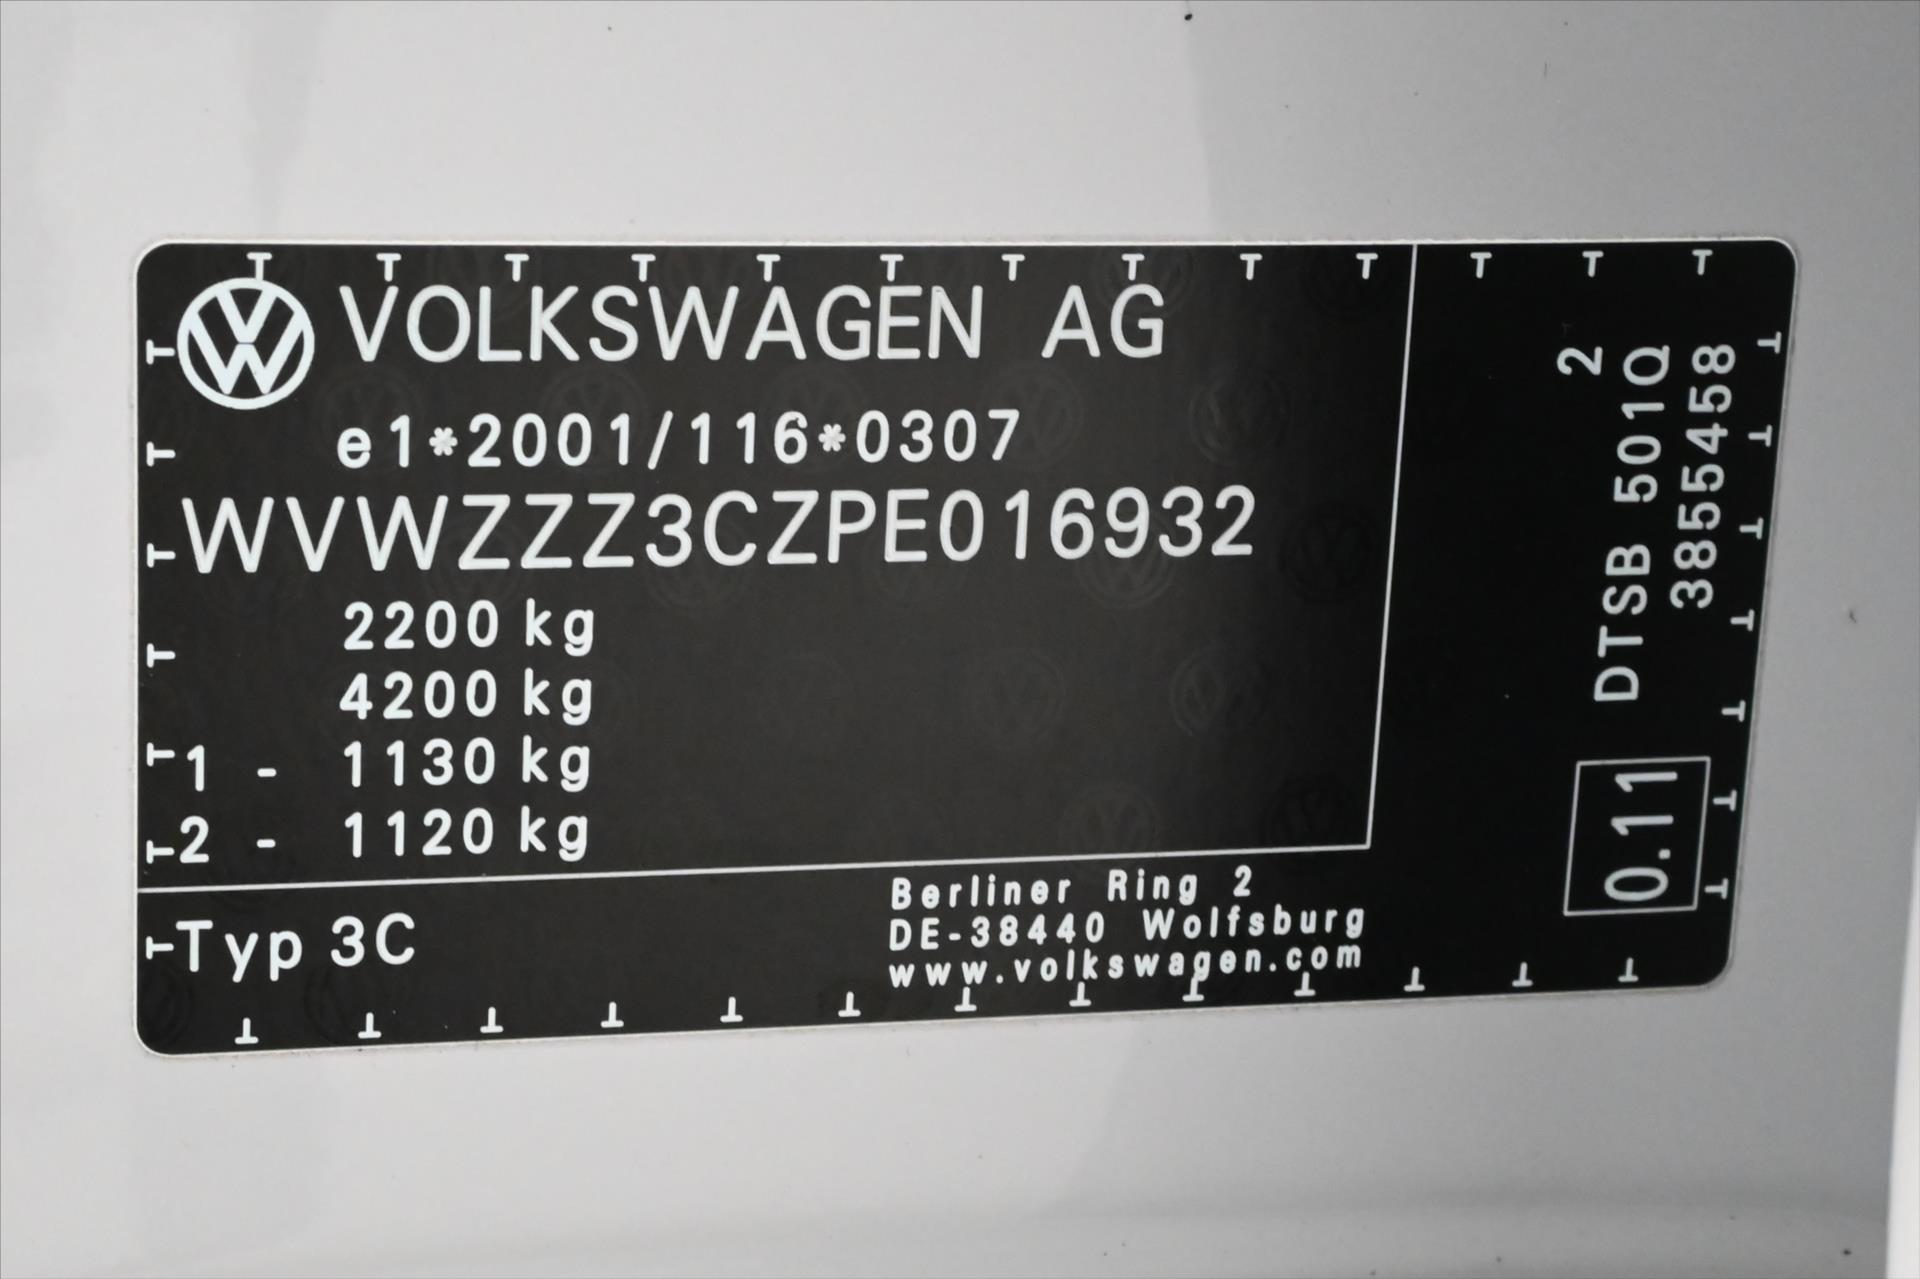 VOLKSWAGEN AG
e1*2001/116*0307
WVWZZZ3CZPE016932
2200 kg
4200 kg
1 - 1130 kg
2 - 1120 kg
Typ 3C
Berliner Ring 2
DE-38440 Wolfsburg
www.volkswagen.com
2
DTSB 501Q
3855458
0.11